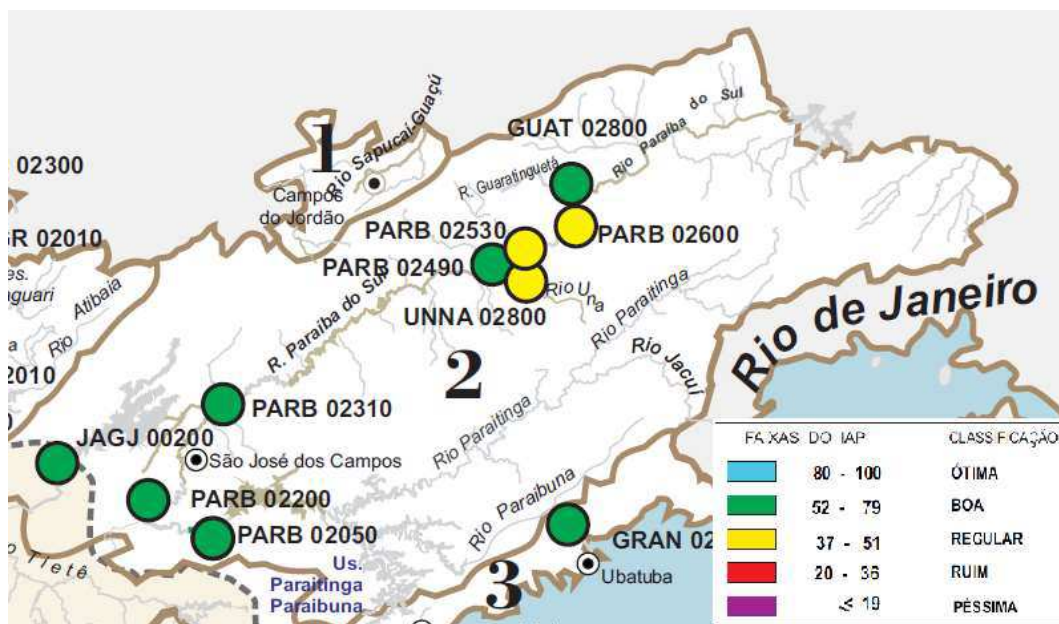 1
Rio Sapucaí-Guaçú
Campos
do Jordão
GUAT 02800
Rio Paraíba do Sul
R. Guaratinguetá
02300
PARB 02530
PARB 02600
PARB 02490
GR 02010
Rio Atibaia
Rio Una
UNNA 02800
R. Paraíba do Sul
Rio Paraitinga
Rio Jacuí
Rio de Janeiro
2
2010
PARB 02310
JAGJ 00200
São José dos Campos
Rio Paraitinga
PARB 02200
Rio Paraibuna
PARB 02050
GRAN 02
Tietê
Us.
Paraitinga
Paraibuna
3
Ubatuba
FAIXAS DO IAP CLASSIFICAÇÃO
80 - 100 ÓTIMA
52 - 79 BOA
37 - 51 REGULAR
20 - 36 RUIM
≤ 19 PÉSSIMA